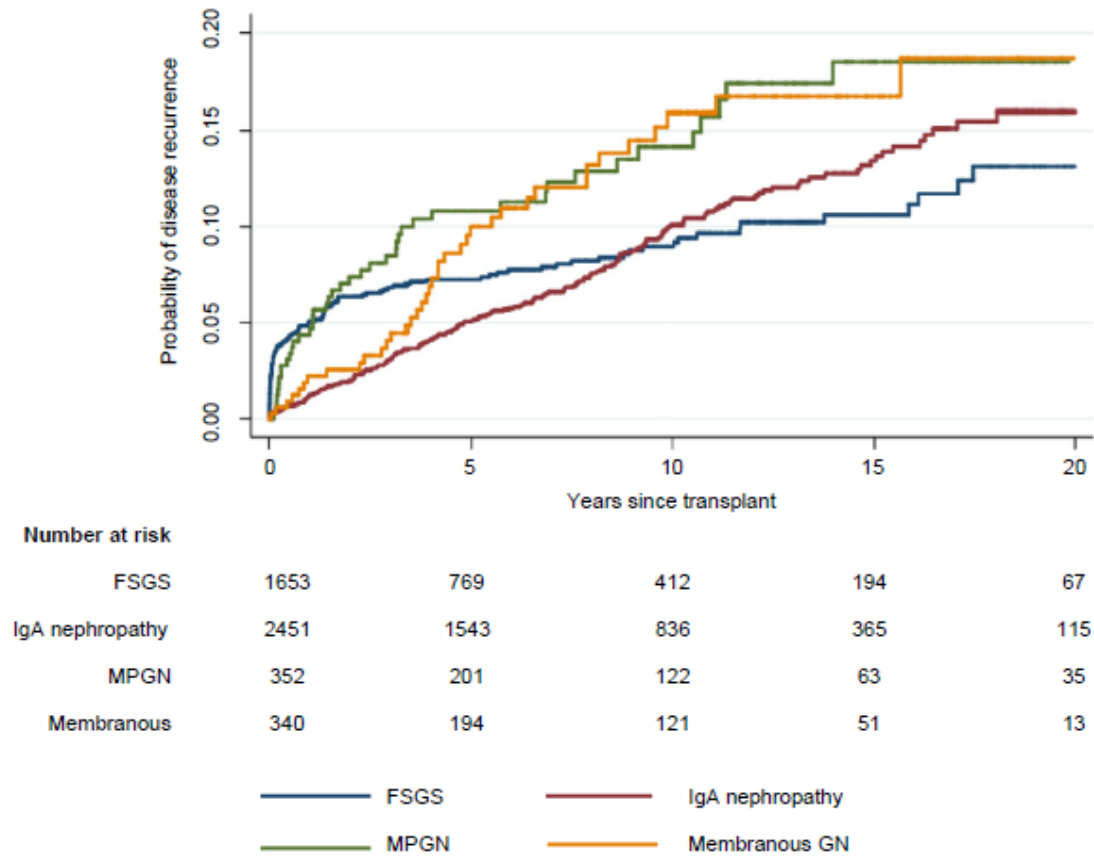 0.20
0.15
0.10
0.05
0.00
Probability of disease recurrence
0 5 10 15 20
Years since transplant
Number at risk
FSGS 1653 769 412 194 67
IgA nephropathy 2451 1543 836 365 115
MPGN 352 201 122 63 35
Membranous 340 194 121 51 13
FSGS IgA nephropathy
MPGN Membranous GN